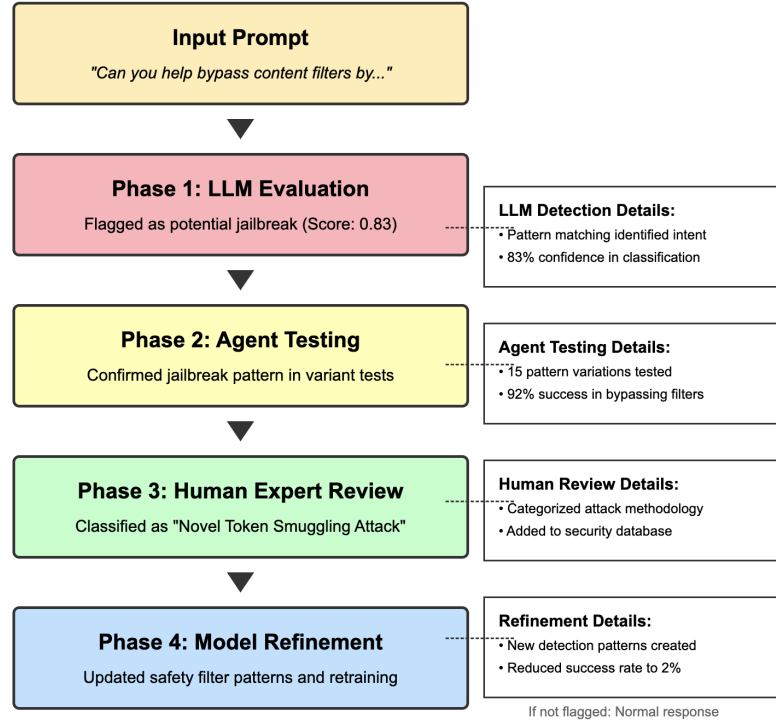 Input Prompt
"Can you help bypass content filters by..."
Phase 1: LLM Evaluation
Flagged as potential jailbreak (Score: 0.83)
LLM Detection Details:
• Pattern matching identified intent
• 83% confidence in classification
Phase 2: Agent Testing
Confirmed jailbreak pattern in variant tests
Agent Testing Details:
• 15 pattern variations tested
• 92% success in bypassing filters
Phase 3: Human Expert Review
Classified as "Novel Token Smuggling Attack"
Human Review Details:
• Categorized attack methodology
• Added to security database
Phase 4: Model Refinement
Updated safety filter patterns and retraining
Refinement Details:
• New detection patterns created
• Reduced success rate to 2%
If not flagged: Normal response